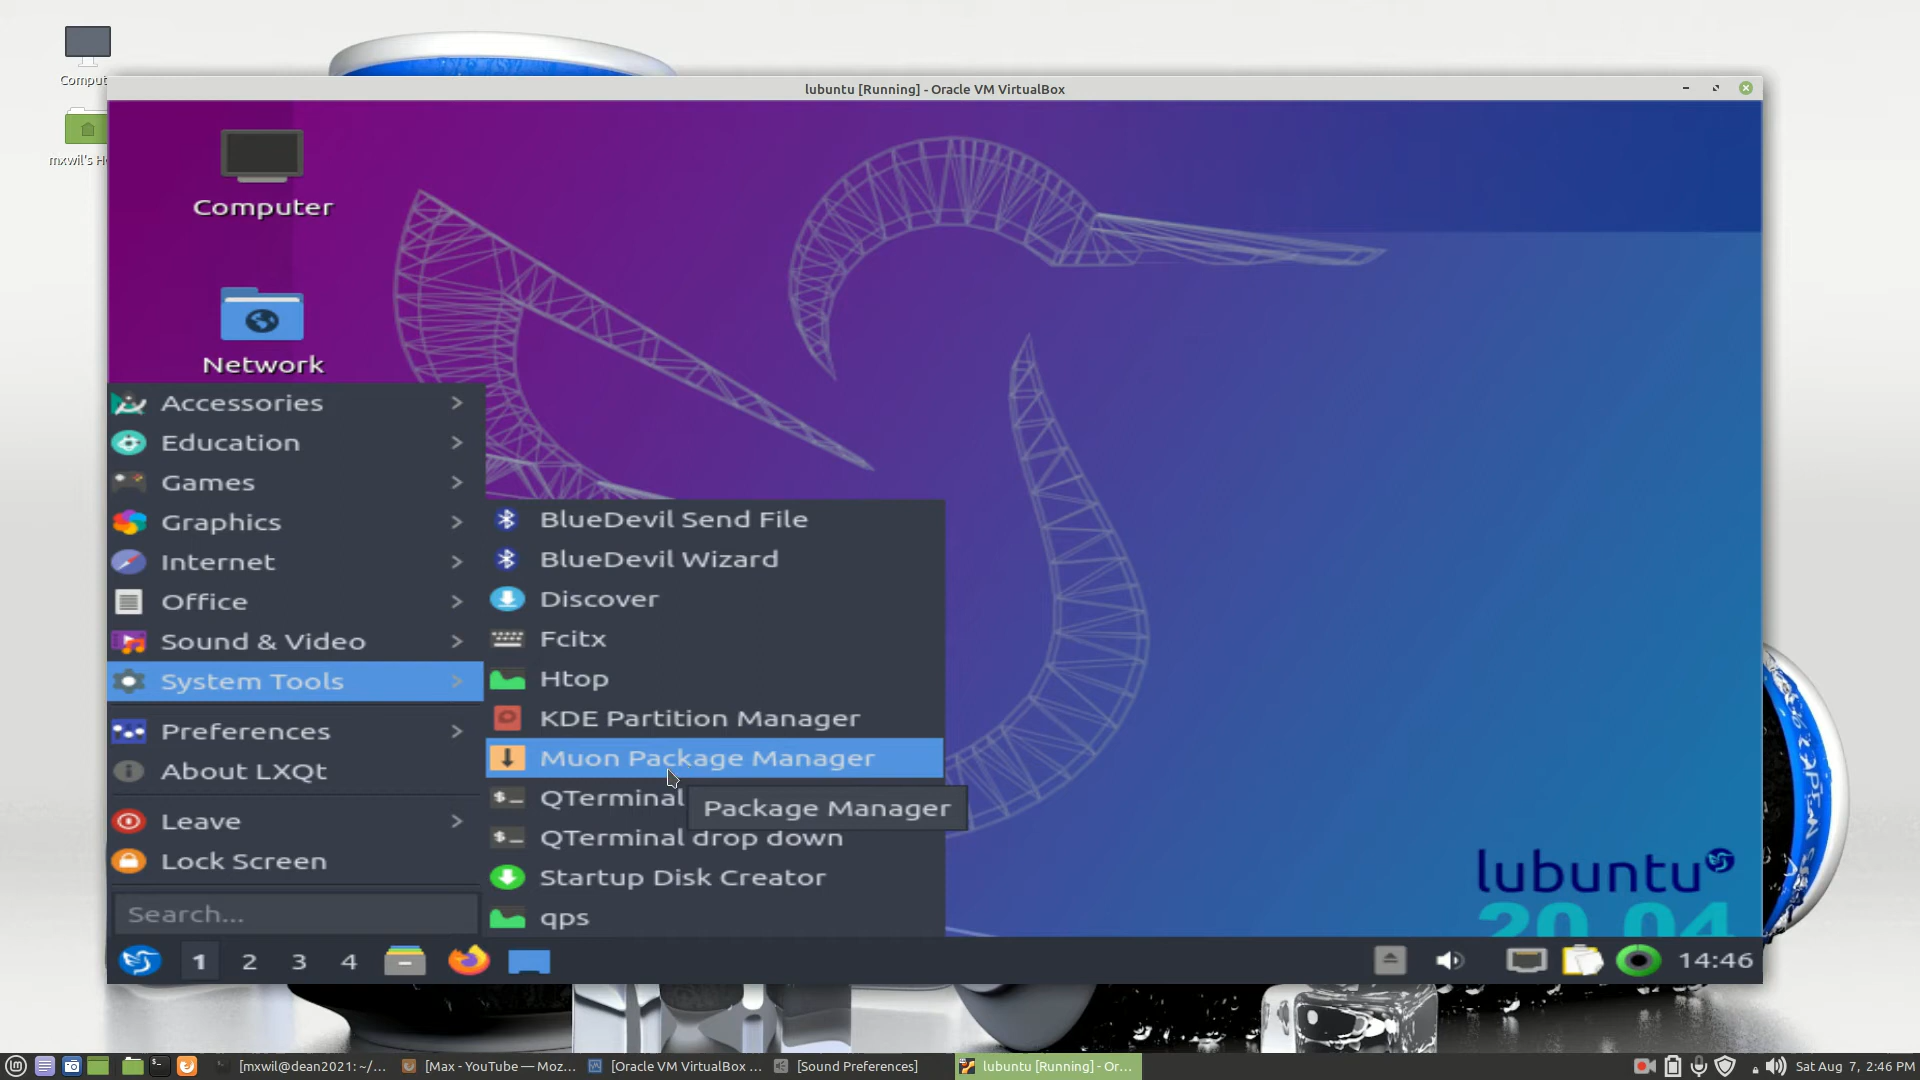 Comput
mxwil's H
lubuntu [Running] - Oracle VM VirtualBox
Computer
Network
Accessories
Education
Games
Graphics
Internet
Office
Sound & Video
System Tools
Preferences
About LXQt
Leave
Lock Screen
Search...
BlueDevil Send File
BlueDevil Wizard
Discover
Fcitx
Htop
KDE Partition Manager
Muon Package Manager
QTerminal
Package Manager
QTerminal drop down
Startup Disk Creator
qps
lubuntu
20.04
1 2 3 4
14:46
[mxwil@dean2021: ~/...
[Max - YouTube — Moz...
[Oracle VM VirtualBox ...
[Sound Preferences]
lubuntu [Running] - Or...
Sat Aug 7, 2:46 PM